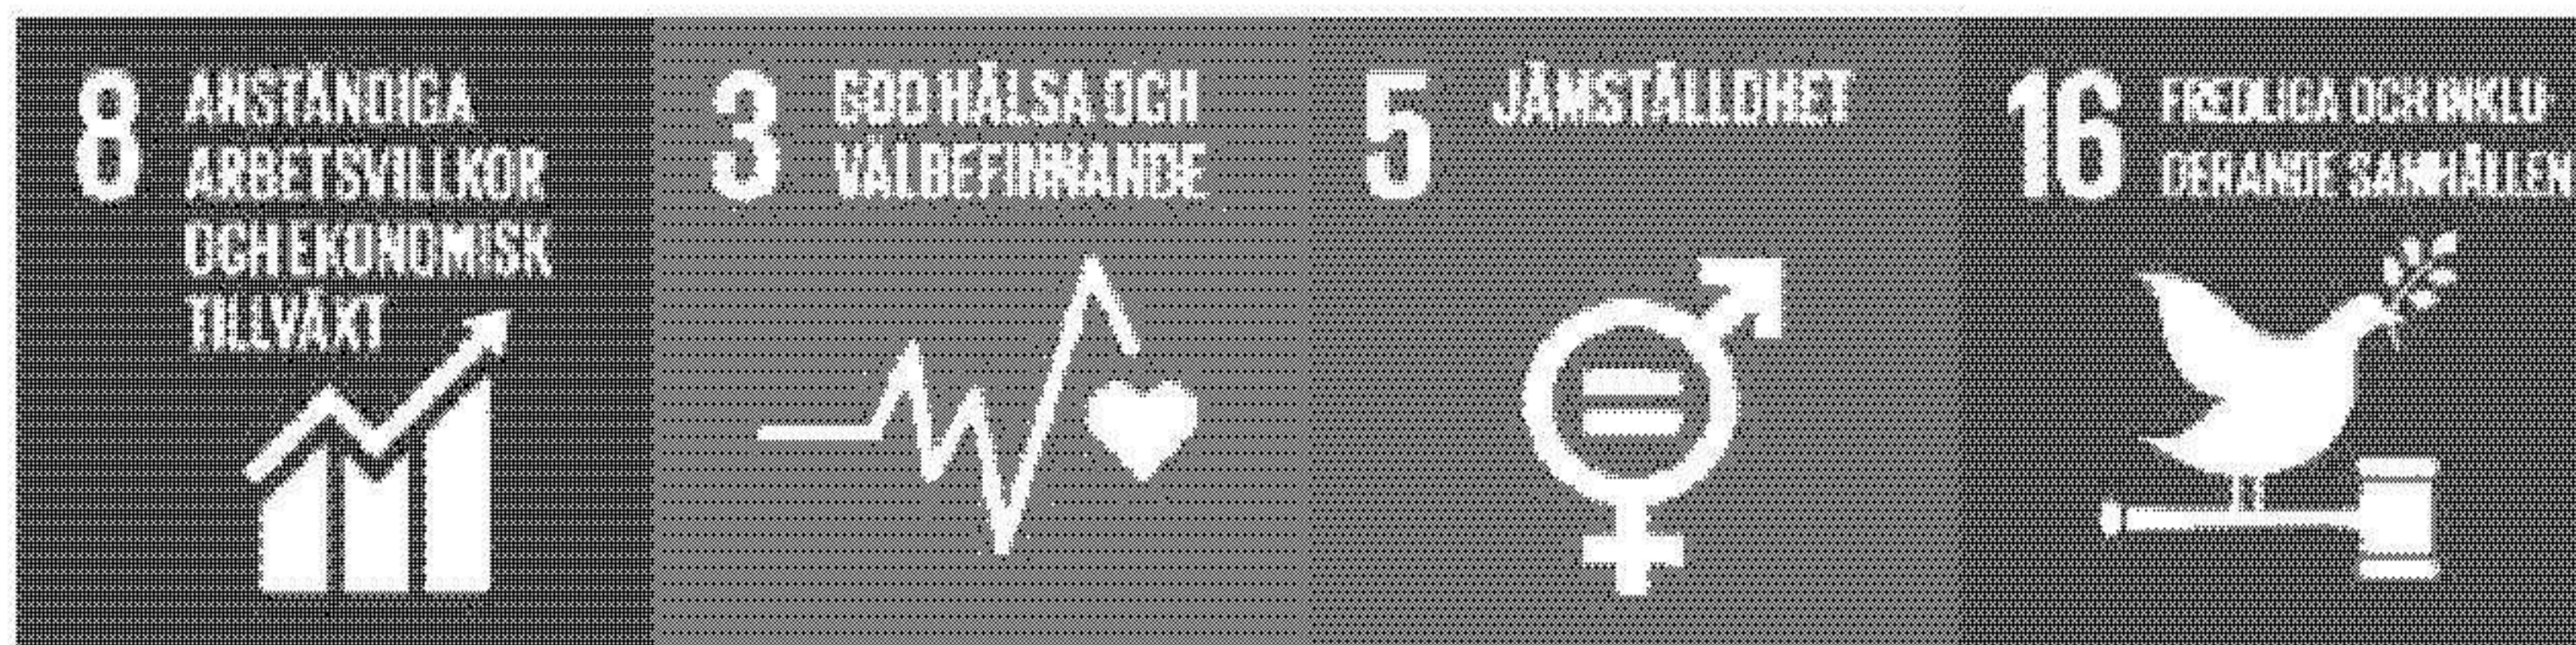 8
ANSTÄNDIGA
ARBETSVILLKOR
OCH EKONOMISK
TILLVÄXT
3
GOD HÄLSA OCH
VÄLBEFINNANDE
5
JÄMSTÄLLDHET
16
FREDLIGA OCH INKLU-
DERANDE SAMHÄLLEN